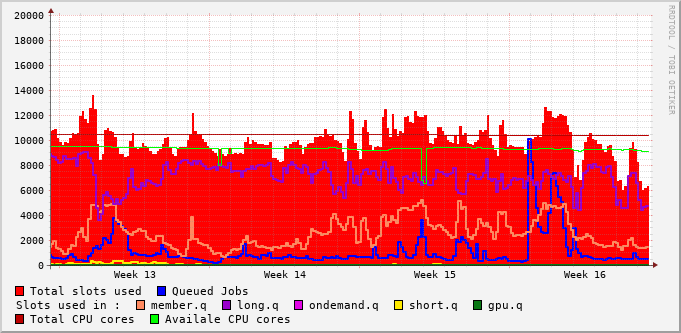 20000
18000
16000
14000
12000
10000
8000
6000
4000
2000
0
Week 13 Week 14 Week 15 Week 16
Total slots used Queued Jobs
Slots used in : member.q long.q ondemand.q short.q gpu.q
Total CPU cores Availale CPU cores
RRDTOOL / TOBI OETIKER